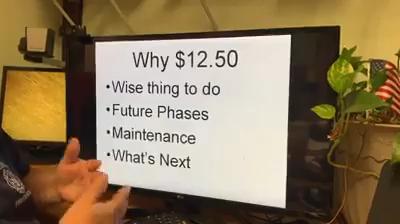 Why $12.50
•Wise thing to do
•Future Phases
•Maintenance
•What's Next